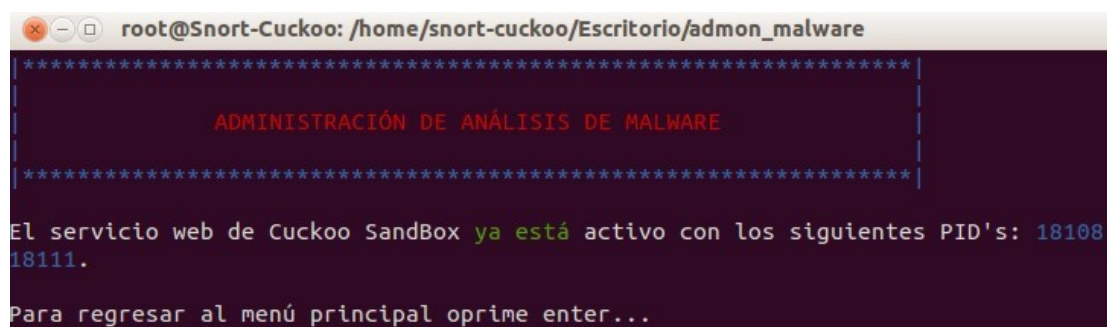 root@Snort-Cuckoo: /home/snort-cuckoo/Escritorio/admon_malware
|*****************************************************************|
|                                                                 |
|              ADMINISTRACIÓN DE ANÁLISIS DE MALWARE              |
|                                                                 |
|*****************************************************************|
El servicio web de Cuckoo SandBox ya está activo con los siguientes PID's: 18108
18111.
Para regresar al menú principal oprime enter...